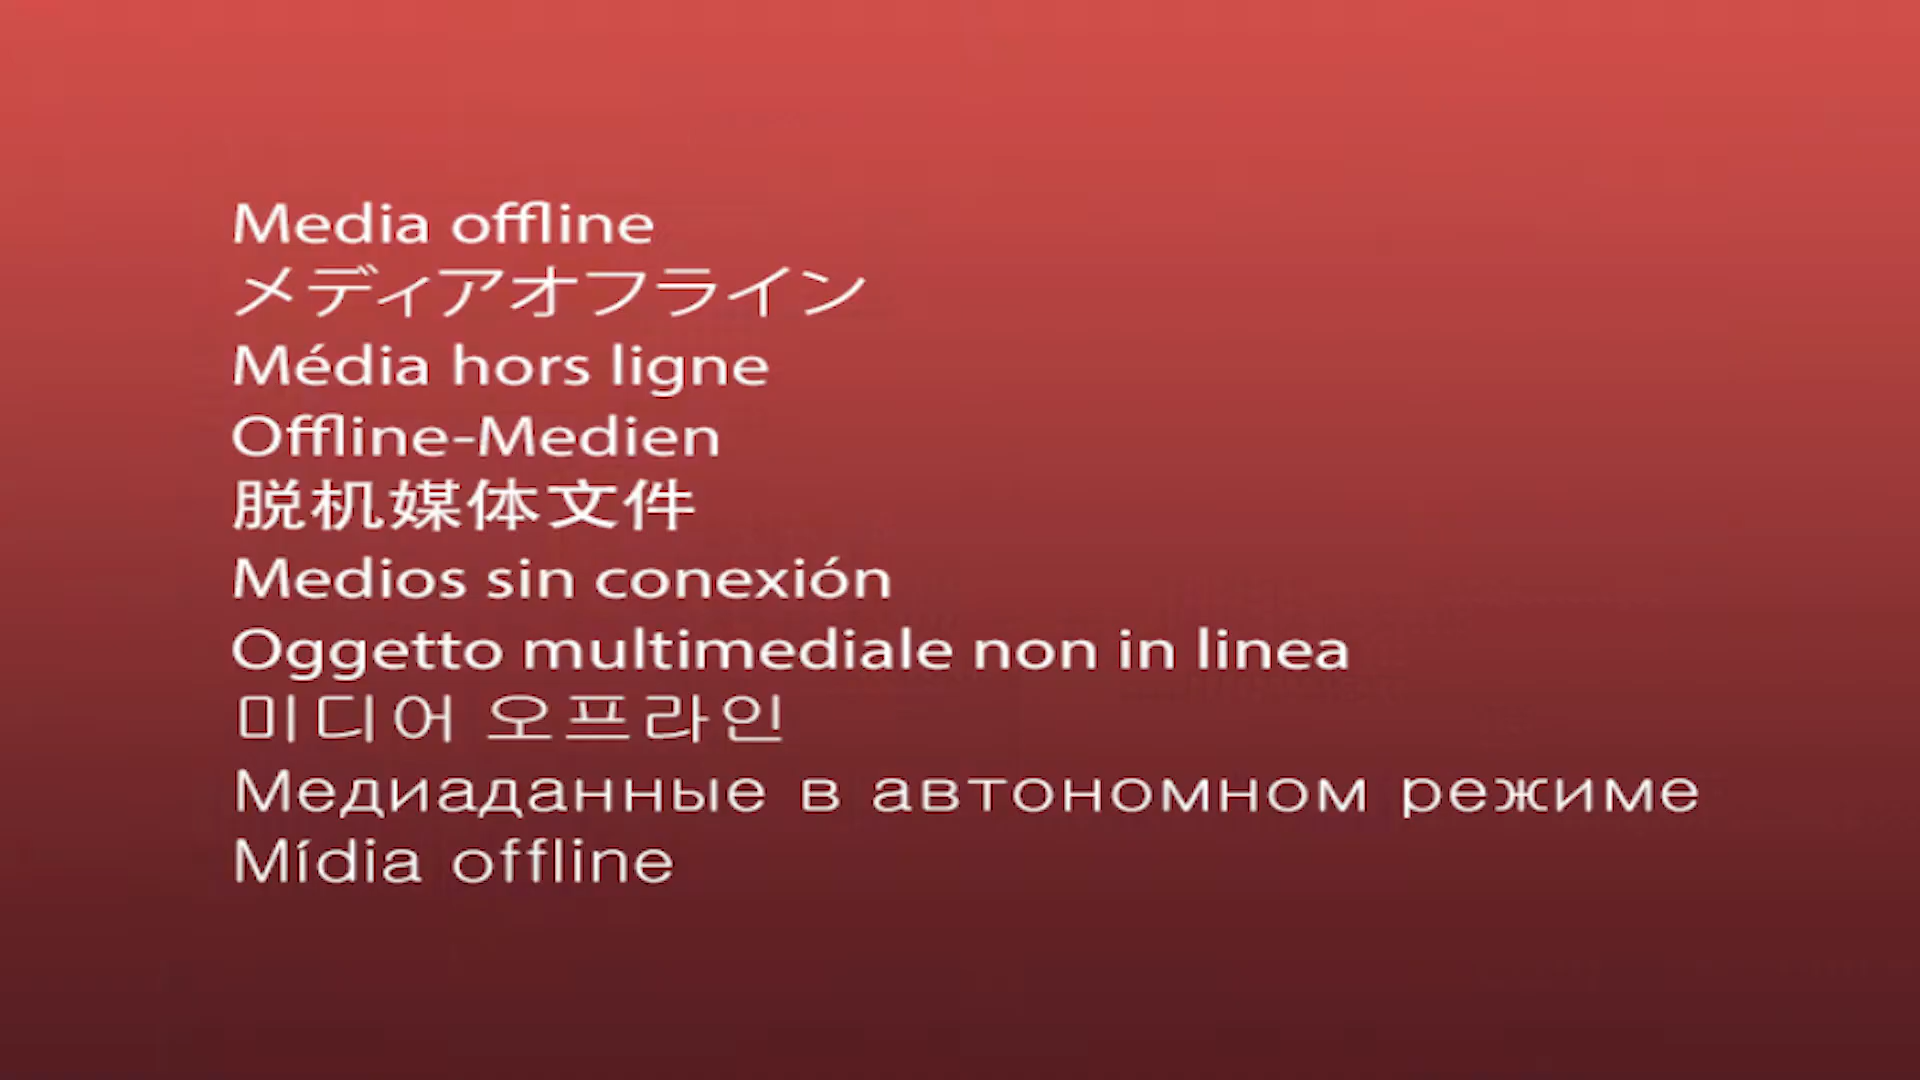 Media offline
メディアオフライン
Média hors ligne
Offline-Medien
脱机媒体文件
Medios sin conexión
Oggetto multimediale non in linea
미디어 오프라인
Медиаданные в автономном режиме
Mídia offline